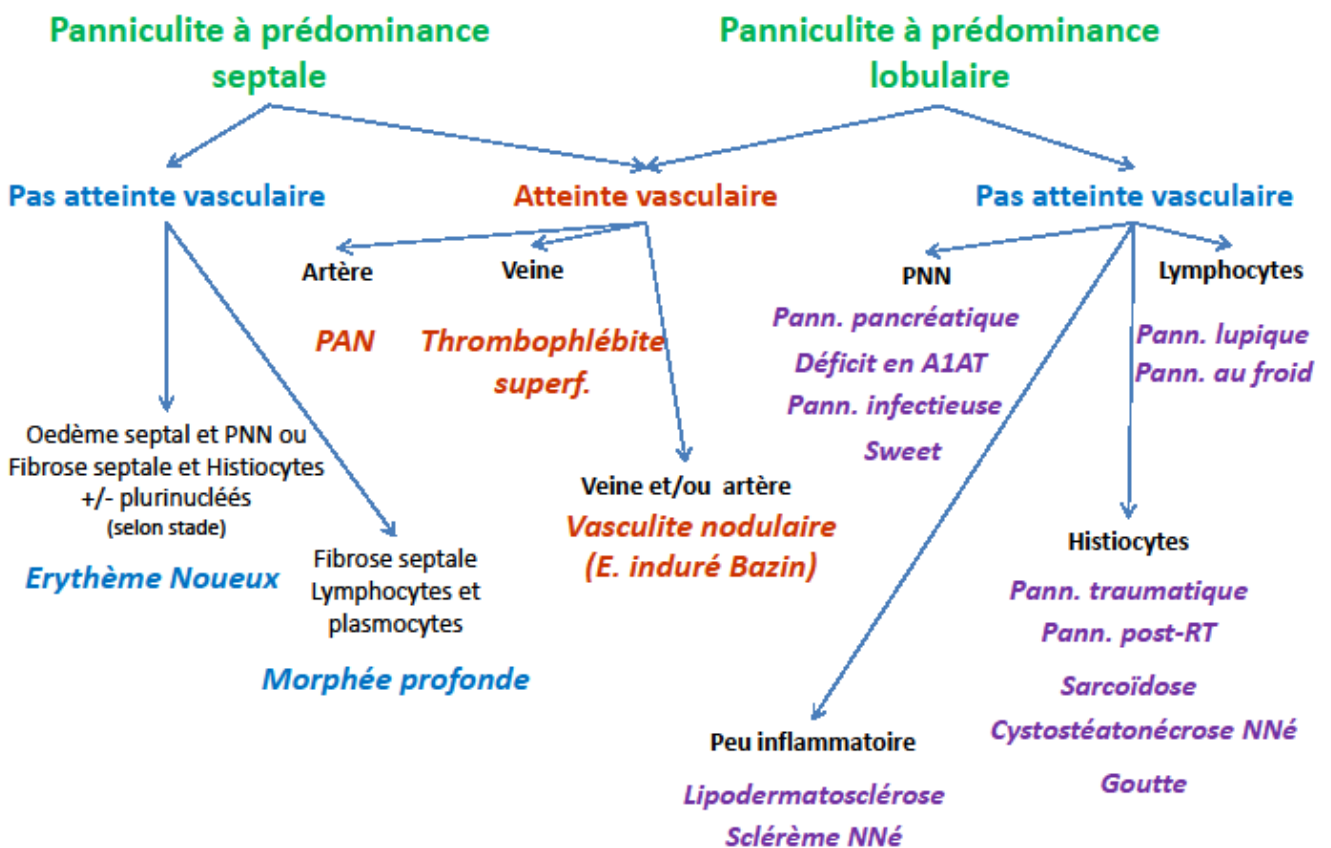 Panniculite à prédominance
septale
Panniculite à prédominance
lobulaire
Pas atteinte vasculaire
Atteinte vasculaire
Pas atteinte vasculaire
Artère
PAN
Veine
Thrombophlébite
superf.
PNN
Pann. pancréatique
Déficit en A1AT
Pann. infectieuse
Sweet
Lymphocytes
Pann. lupique
Pann. au froid
Oedème septal et PNN ou
Fibrose septale et Histiocytes
+/- plurinucléés
(selon stade)
Erythème Noueux
Fibrose septale
Lymphocytes et
plasmocytes
Morphée profonde
Veine et/ou artère
Vasculite nodulaire
(E. induré Bazin)
Histiocytes
Pann. traumatique
Pann. post-RT
Sarcoïdose
Cystostéatonécrose NNé
Goutte
Peu inflammatoire
Lipodermatosclérose
Sclérème NNé